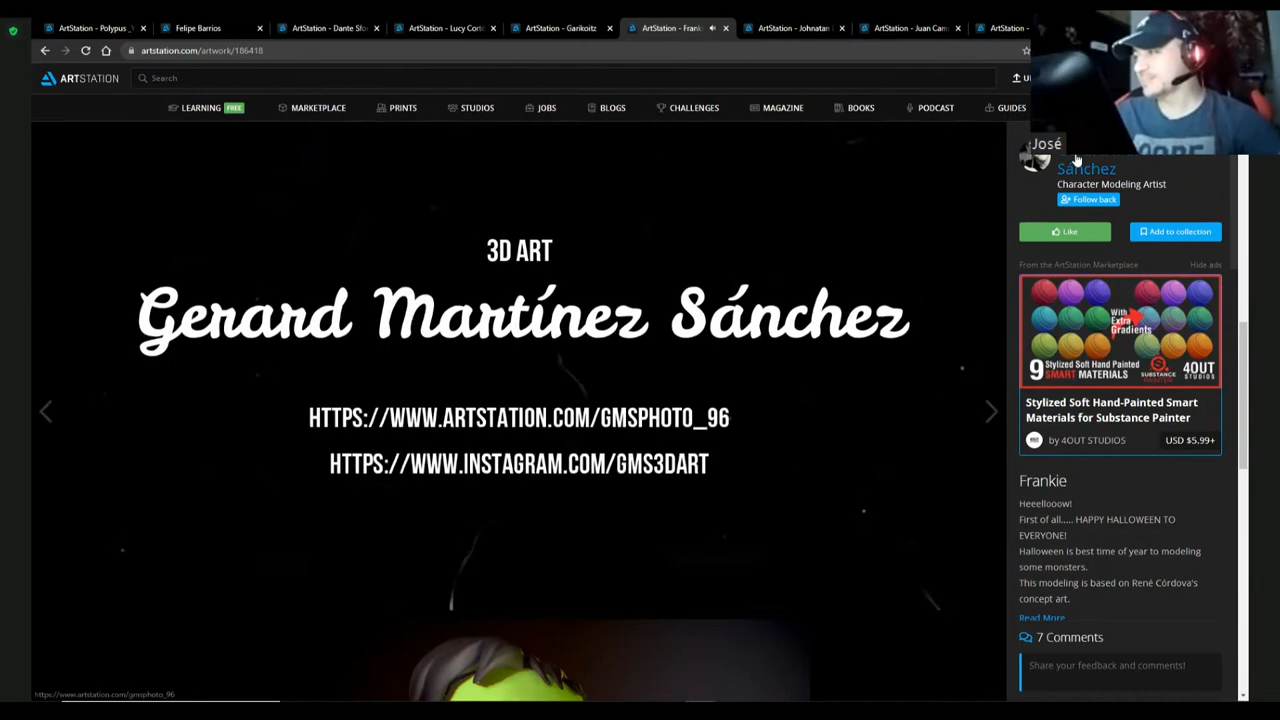 ArtStation - Polypus_
Felipe Barrios
ArtStation - Dante Sfor
ArtStation - Lucy Corte
ArtStation - Garikoitz
ArtStation - Frank
ArtStation - Johnatan
ArtStation - Juan Cam
ArtStation -
artstation.com/artwork/186418
ARTSTATION
Search
LEARNING FREE
MARKETPLACE
PRINTS
STUDIOS
JOBS
BLOGS
CHALLENGES
MAGAZINE
BOOKS
PODCAST
GUIDES
José
3D ART
Gerard Martínez Sánchez
HTTPS://WWW.ARTSTATION.COM/GMSPHOTO_96
HTTPS://WWW.INSTAGRAM.COM/GMS3DART
Sánchez
Character Modeling Artist
Follow back
Like
Add to collection
From the ArtStation Marketplace
Hide ads
With
Extra
Gradients
9 Stylized Soft Hand Painted
SMART MATERIALS
SUBSTANCE
PAINTER
4OUT
STUDIOS
Stylized Soft Hand-Painted Smart
Materials for Substance Painter
by 4OUT STUDIOS
USD $5.99+
Frankie
Heeellooow!
First of all..... HAPPY HALLOWEEN TO
EVERYONE!
Halloween is best time of year to modeling
some monsters.
This modeling is based on René Córdova's
concept art.
Read More
7 Comments
Share your feedback and comments!
https://www.artstation.com/gmsphoto_96